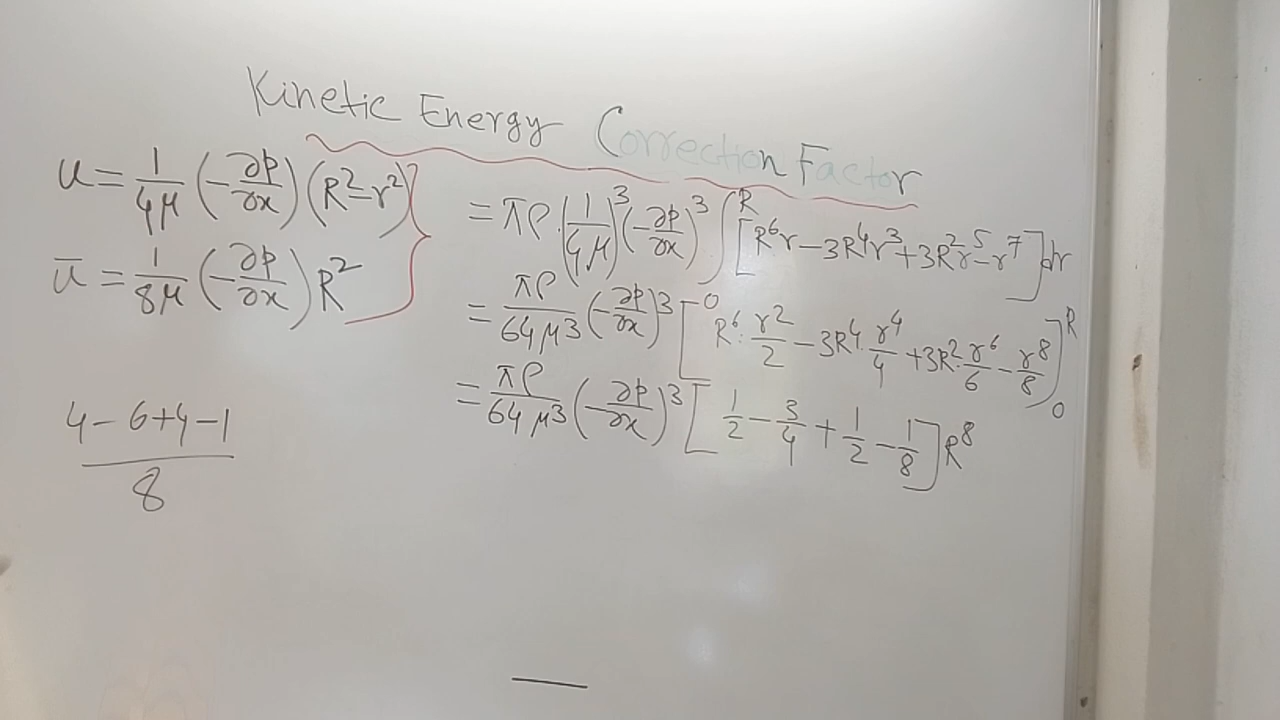 Kinetic Energy Correction Factor
u = 1/4μ (-∂p/∂x) (R² - r²)
ū = 1/8μ (-∂p/∂x) R²
4 - 6 + 4 - 1 / 8
= πρ · (1/4μ)³ (-∂p/∂x)³ ∫₀ᴿ [R⁶r - 3R⁴r³ + 3R²r⁵ - r⁷] dr
= πρ/64μ³ (-∂p/∂x)³ [R⁶ · r²/2 - 3R⁴ · r⁴/4 + 3R² · r⁶/6 - r⁸/8]₀ᴿ
= πρ/64μ³ (-∂p/∂x)³ [1/2 - 3/4 + 1/2 - 1/8] R⁸